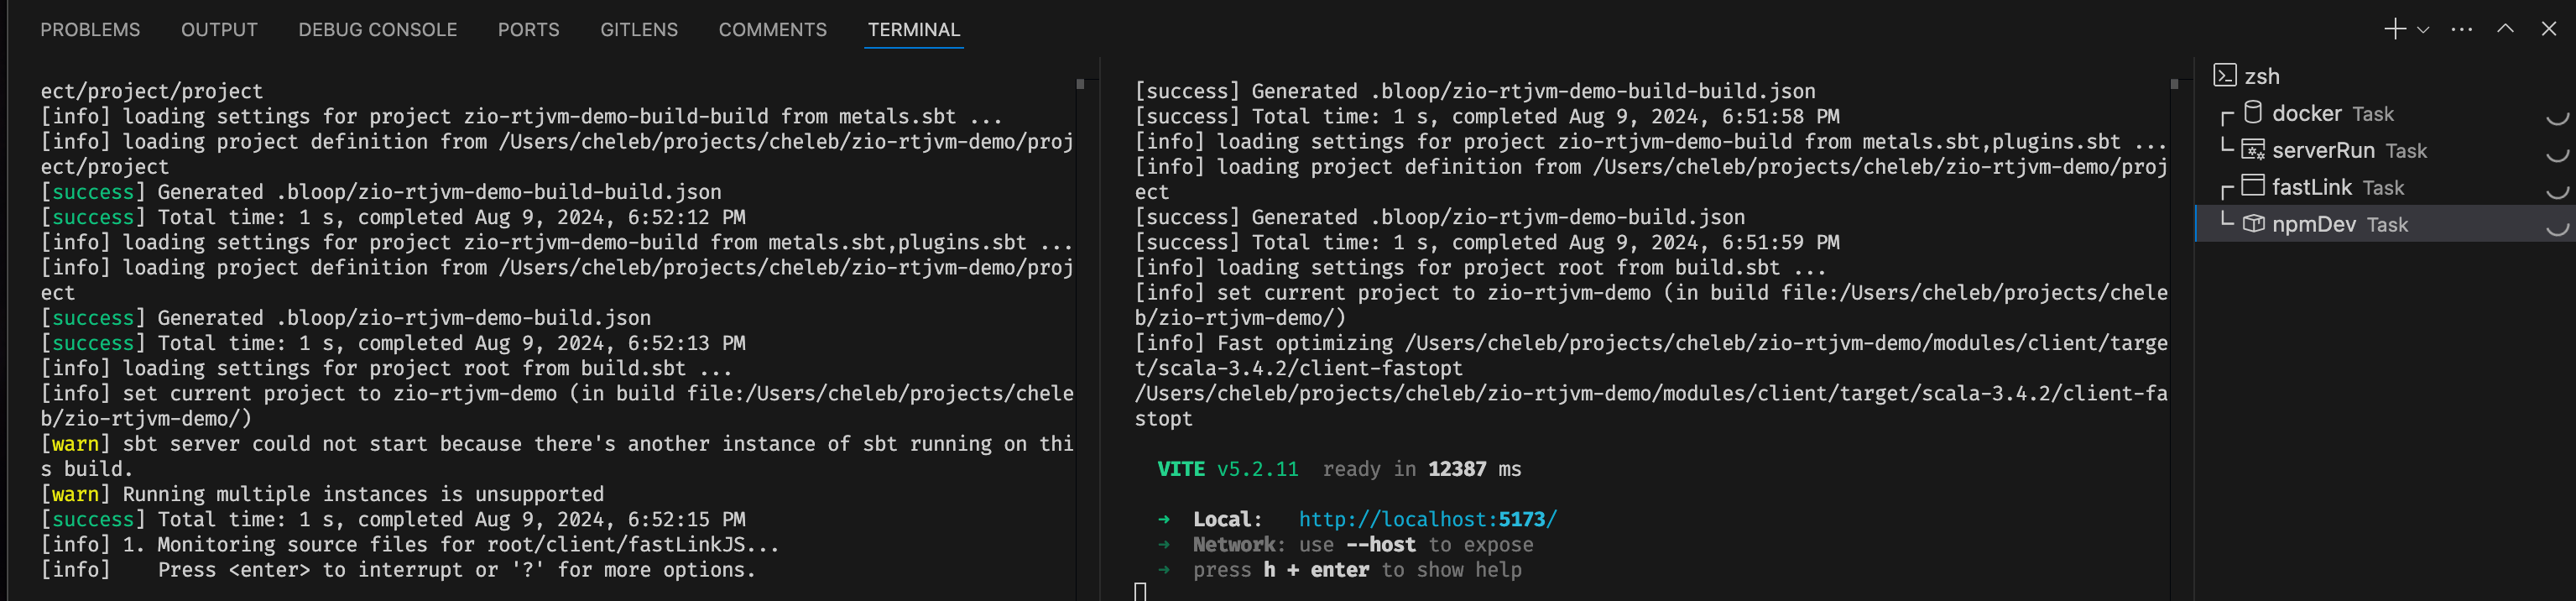 PROBLEMS OUTPUT DEBUG CONSOLE PORTS GITLENS COMMENTS TERMINAL
ect/project/project
[info] loading settings for project zio-rtjvm-demo-build-build from metals.sbt ...
[info] loading project definition from /Users/cheleb/projects/cheleb/zio-rtjvm-demo/proj
ect/project
[success] Generated .bloop/zio-rtjvm-demo-build-build.json
[success] Total time: 1 s, completed Aug 9, 2024, 6:52:12 PM
[info] loading settings for project zio-rtjvm-demo-build from metals.sbt,plugins.sbt ...
[info] loading project definition from /Users/cheleb/projects/cheleb/zio-rtjvm-demo/proj
ect
[success] Generated .bloop/zio-rtjvm-demo-build.json
[success] Total time: 1 s, completed Aug 9, 2024, 6:52:13 PM
[info] loading settings for project root from build.sbt ...
[info] set current project to zio-rtjvm-demo (in build file:/Users/cheleb/projects/chele
b/zio-rtjvm-demo/)
[warn] sbt server could not start because there's another instance of sbt running on thi
s build.
[warn] Running multiple instances is unsupported
[success] Total time: 1 s, completed Aug 9, 2024, 6:52:15 PM
[info] 1. Monitoring source files for root/client/fastLinkJS...
[info]    Press <enter> to interrupt or '?' for more options.
[success] Generated .bloop/zio-rtjvm-demo-build-build.json
[success] Total time: 1 s, completed Aug 9, 2024, 6:51:58 PM
[info] loading settings for project zio-rtjvm-demo-build from metals.sbt,plugins.sbt ...
[info] loading project definition from /Users/cheleb/projects/cheleb/zio-rtjvm-demo/proj
ect
[success] Generated .bloop/zio-rtjvm-demo-build.json
[success] Total time: 1 s, completed Aug 9, 2024, 6:51:59 PM
[info] loading settings for project root from build.sbt ...
[info] set current project to zio-rtjvm-demo (in build file:/Users/cheleb/projects/chele
b/zio-rtjvm-demo/)
[info] Fast optimizing /Users/cheleb/projects/cheleb/zio-rtjvm-demo/modules/client/targe
t/scala-3.4.2/client-fastopt
/Users/cheleb/projects/cheleb/zio-rtjvm-demo/modules/client/target/scala-3.4.2/client-fa
stopt
VITE v5.2.11 ready in 12387 ms
➜ Local: http://localhost:5173/
➜ Network: use --host to expose
➜ press h + enter to show help
zsh
docker Task
serverRun Task
fastLink Task
npmDev Task